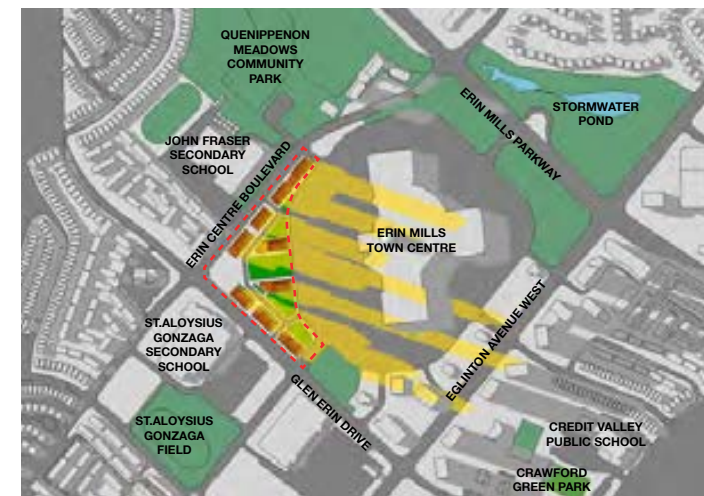 QUENIPPENON
MEADOWS
COMMUNITY
PARK
ERIN MILLS PARKWAY
STORMWATER
POND
JOHN FRASER
SECONDARY
SCHOOL
ERIN CENTRE BOULEVARD
ERIN MILLS
TOWN CENTRE
ST.ALOYSIUS
GONZAGA
SECONDARY
SCHOOL
EGLINTON AVENUE WEST
GLEN ERIN DRIVE
ST.ALOYSIUS
GONZAGA
FIELD
CREDIT VALLEY
PUBLIC SCHOOL
CRAWFORD
GREEN PARK